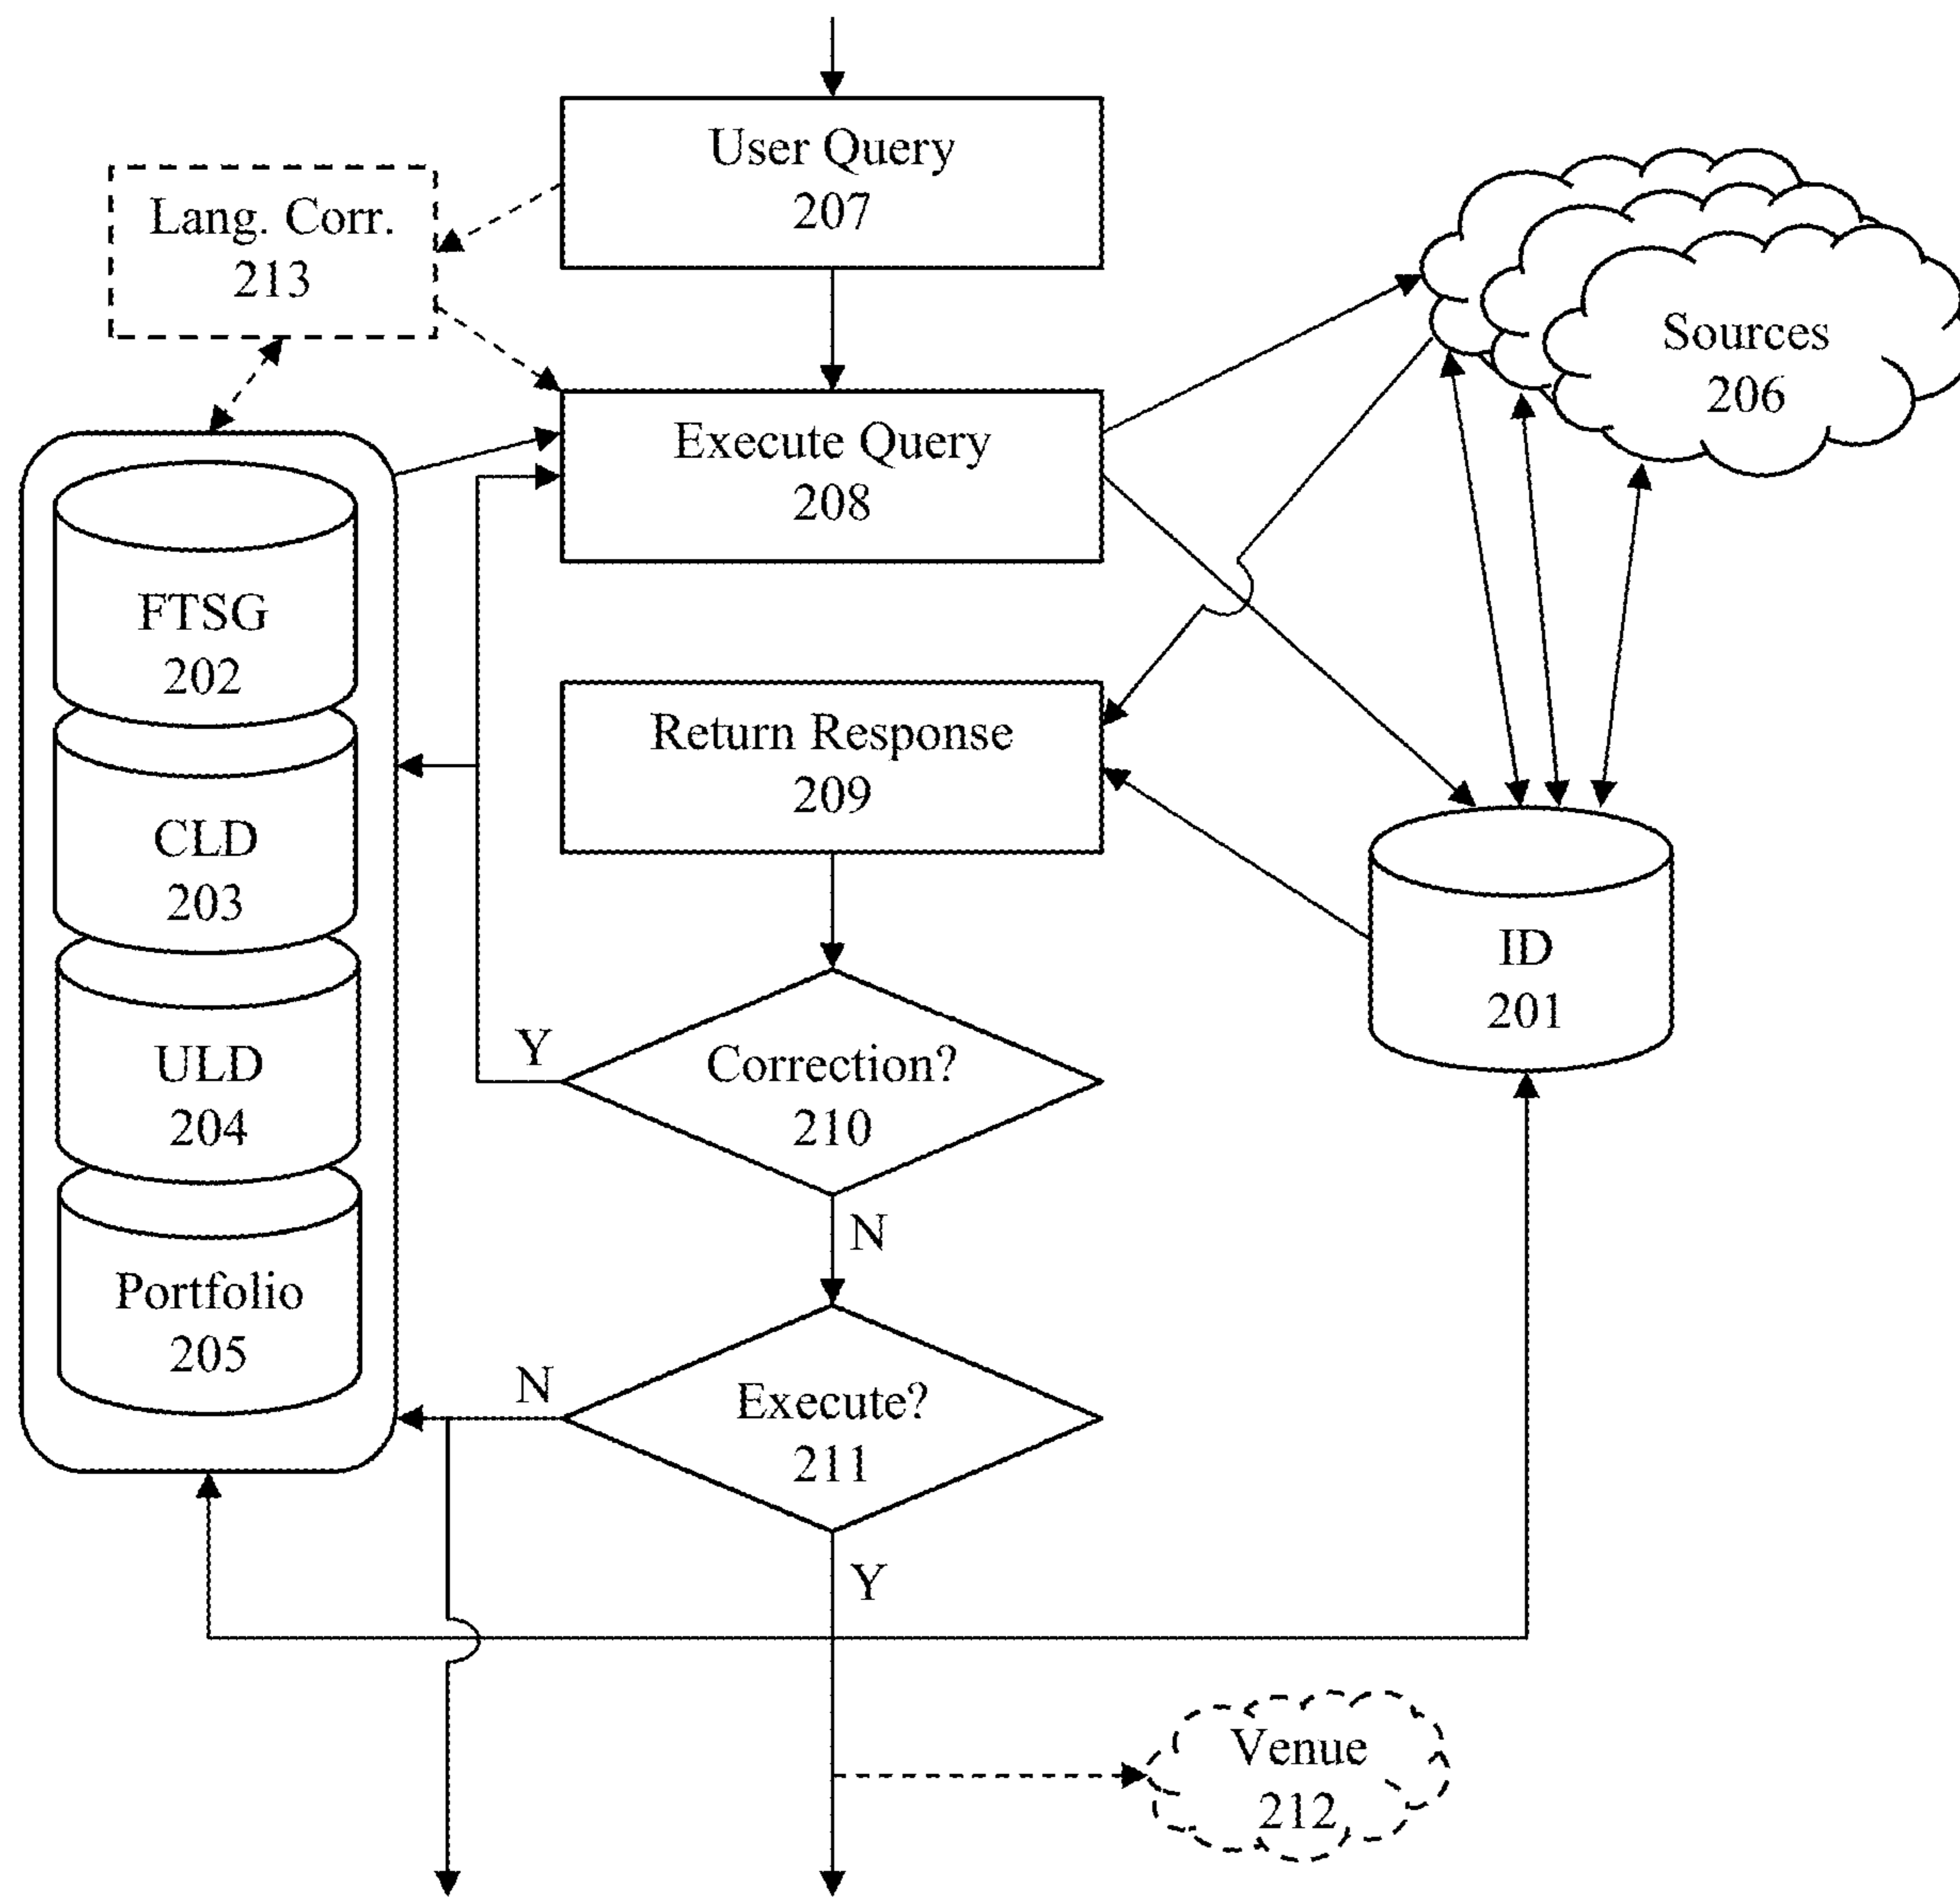 User Query
207
Lang. Corr.
213
Sources
206
Execute Query
208
FTSG
202
Return Response
209
CLD
203
ID
201
Y
Correction?
210
ULD
204
N
Portfolio
205
N
Execute?
211
Y
Venue
212